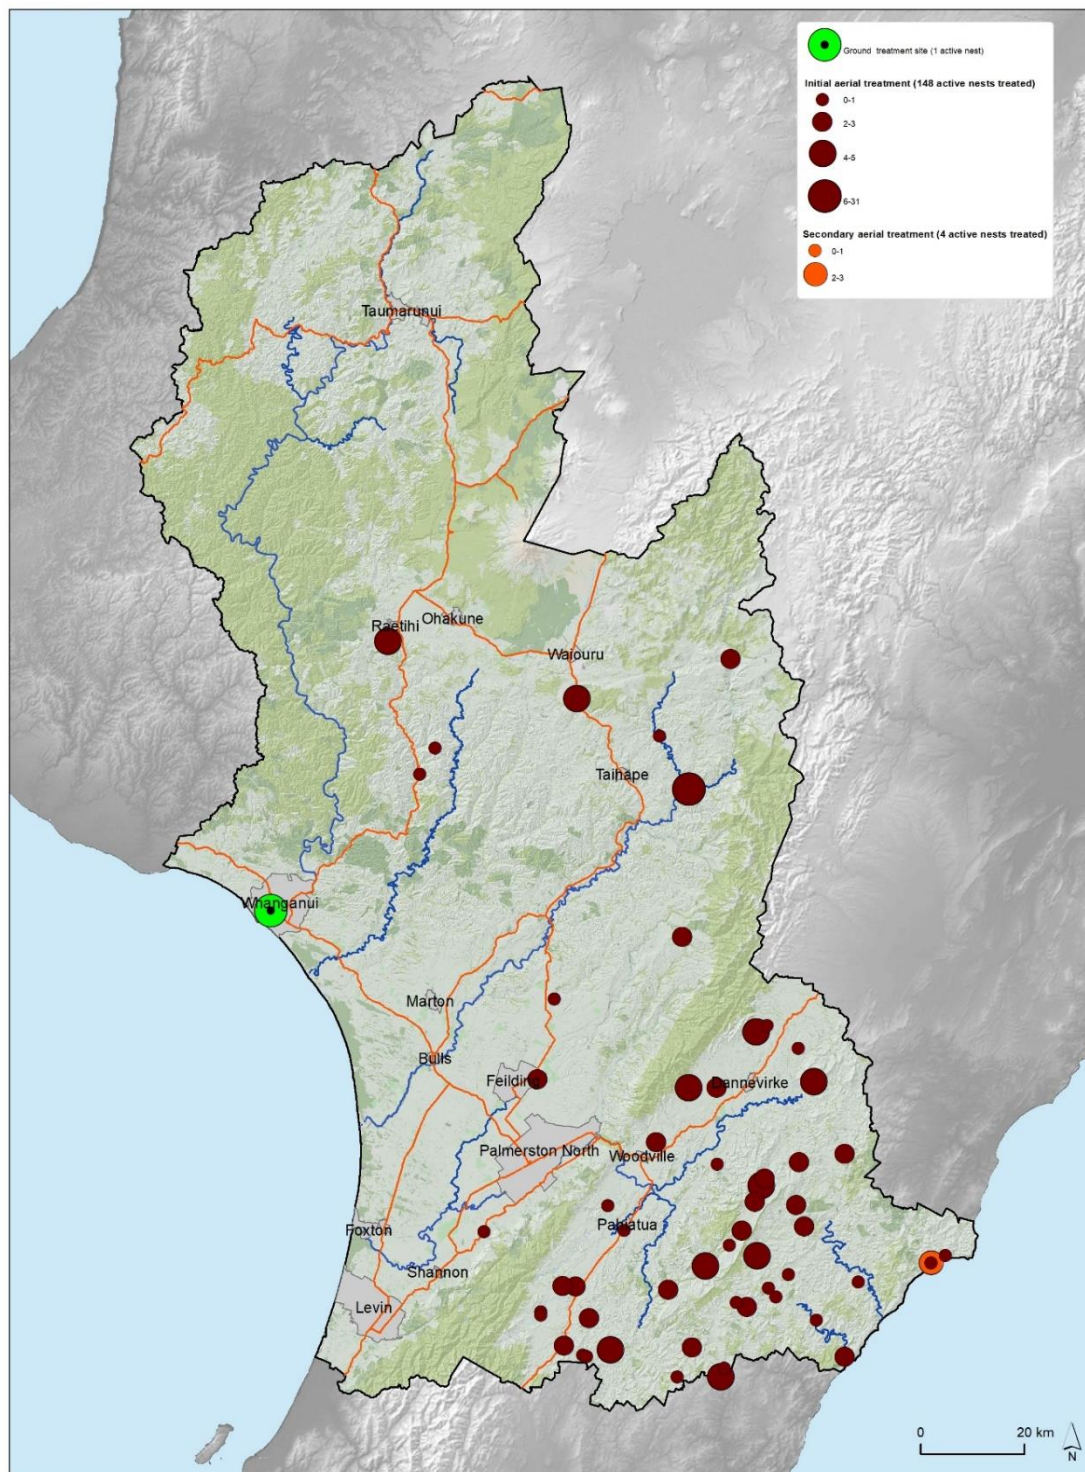 Ground treatment site (1 active nest)
Initial aerial treatment (148 active nests treated)
0-1
2-3
4-5
6-31
Secondary aerial treatment (4 active nests treated)
0-1
2-3
Taumarunui
Ohakune
Raetihi
Waiouru
Taihape
Whanganui
Marton
Bulls
Feilding
Dannevirke
Palmerston North
Woodville
Foxton
Pahiatua
Shannon
Levin
0 20 km
N